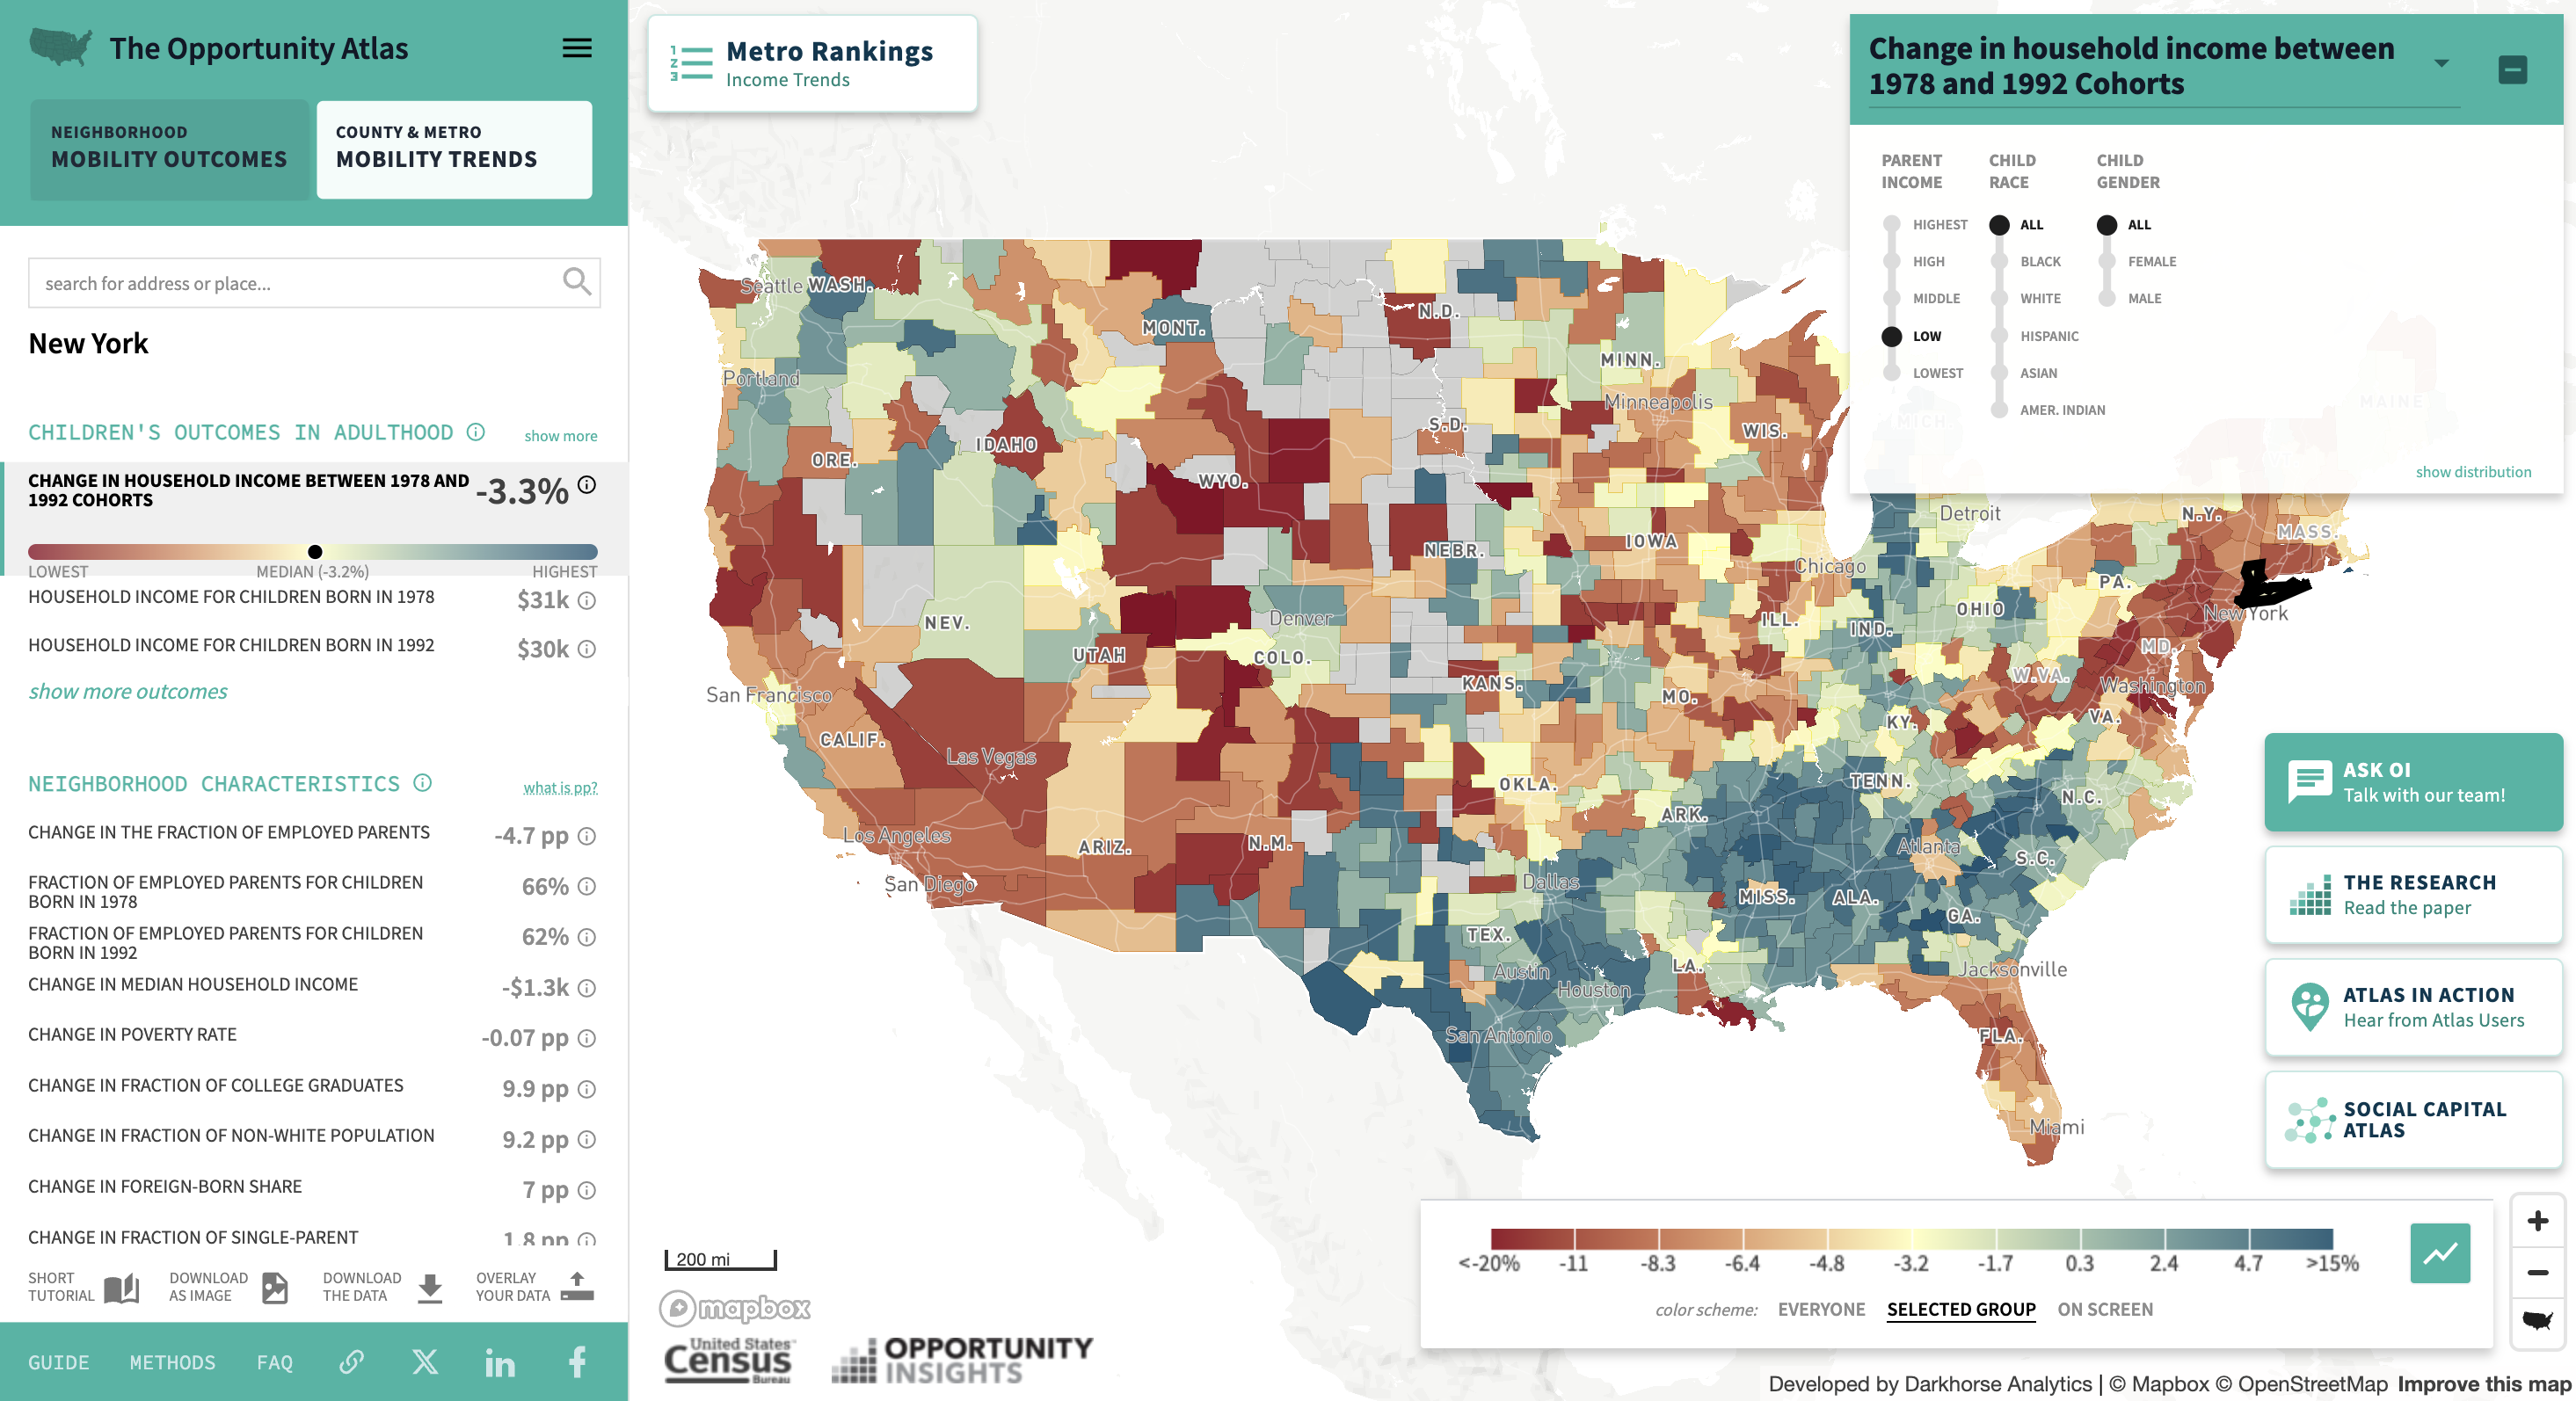 The Opportunity Atlas
NEIGHBORHOOD
MOBILITY OUTCOMES
COUNTY & METRO
MOBILITY TRENDS
search for address or place...
New York
CHILDREN'S OUTCOMES IN ADULTHOOD
show more
CHANGE IN HOUSEHOLD INCOME BETWEEN 1978 AND
1992 COHORTS
-3.3%
LOWEST
MEDIAN (-3.2%)
HIGHEST
HOUSEHOLD INCOME FOR CHILDREN BORN IN 1978
$31k
HOUSEHOLD INCOME FOR CHILDREN BORN IN 1992
$30k
show more outcomes
NEIGHBORHOOD CHARACTERISTICS
what is pp?
CHANGE IN THE FRACTION OF EMPLOYED PARENTS
-4.7 pp
FRACTION OF EMPLOYED PARENTS FOR CHILDREN
BORN IN 1978
66%
FRACTION OF EMPLOYED PARENTS FOR CHILDREN
BORN IN 1992
62%
CHANGE IN MEDIAN HOUSEHOLD INCOME
-$1.3k
CHANGE IN POVERTY RATE
-0.07 pp
CHANGE IN FRACTION OF COLLEGE GRADUATES
9.9 pp
CHANGE IN FRACTION OF NON-WHITE POPULATION
9.2 pp
CHANGE IN FOREIGN-BORN SHARE
7 pp
CHANGE IN FRACTION OF SINGLE-PARENT
1.8 pp
SHORT
TUTORIAL
DOWNLOAD
AS IMAGE
DOWNLOAD
THE DATA
OVERLAY
YOUR DATA
GUIDE
METHODS
FAQ
1
2
3
Metro Rankings
Income Trends
Change in household income between
1978 and 1992 Cohorts
PARENT
INCOME
HIGHEST
HIGH
MIDDLE
LOW
LOWEST
CHILD
RACE
ALL
BLACK
WHITE
HISPANIC
ASIAN
AMER. INDIAN
CHILD
GENDER
ALL
FEMALE
MALE
show distribution
MAINE
MICH.
Seattle
WASH.
MONT.
N.D.
MINN.
Portland
Minneapolis
ORE.
IDAHO
S.D.
WIS.
WYO.
Detroit
N.Y.
MASS.
NEBR.
IOWA
Chicago
PA.
NEV.
Denver
ILL.
IND.
OHIO
New York
UTAH
COLO.
MD.
San Francisco
KANS.
MO.
W.VA.
Washington
CALIF.
KY.
VA.
Las Vegas
OKLA.
TENN.
N.C.
Los Angeles
ARIZ.
N.M.
ARK.
Atlanta
S.C.
San Diego
Dallas
MISS.
ALA.
GA.
TEX.
LA.
Austin
Houston
Jacksonville
San Antonio
FLA.
Miami
ASK OI
Talk with our team!
THE RESEARCH
Read the paper
ATLAS IN ACTION
Hear from Atlas Users
SOCIAL CAPITAL
ATLAS
200 mi
mapbox
United States
Census
Bureau
OPPORTUNITY
INSIGHTS
<-20%
-11
-8.3
-6.4
-4.8
-3.2
-1.7
0.3
2.4
4.7
>15%
color scheme:
EVERYONE
SELECTED GROUP
ON SCREEN
Developed by Darkhorse Analytics | © Mapbox © OpenStreetMap Improve this map